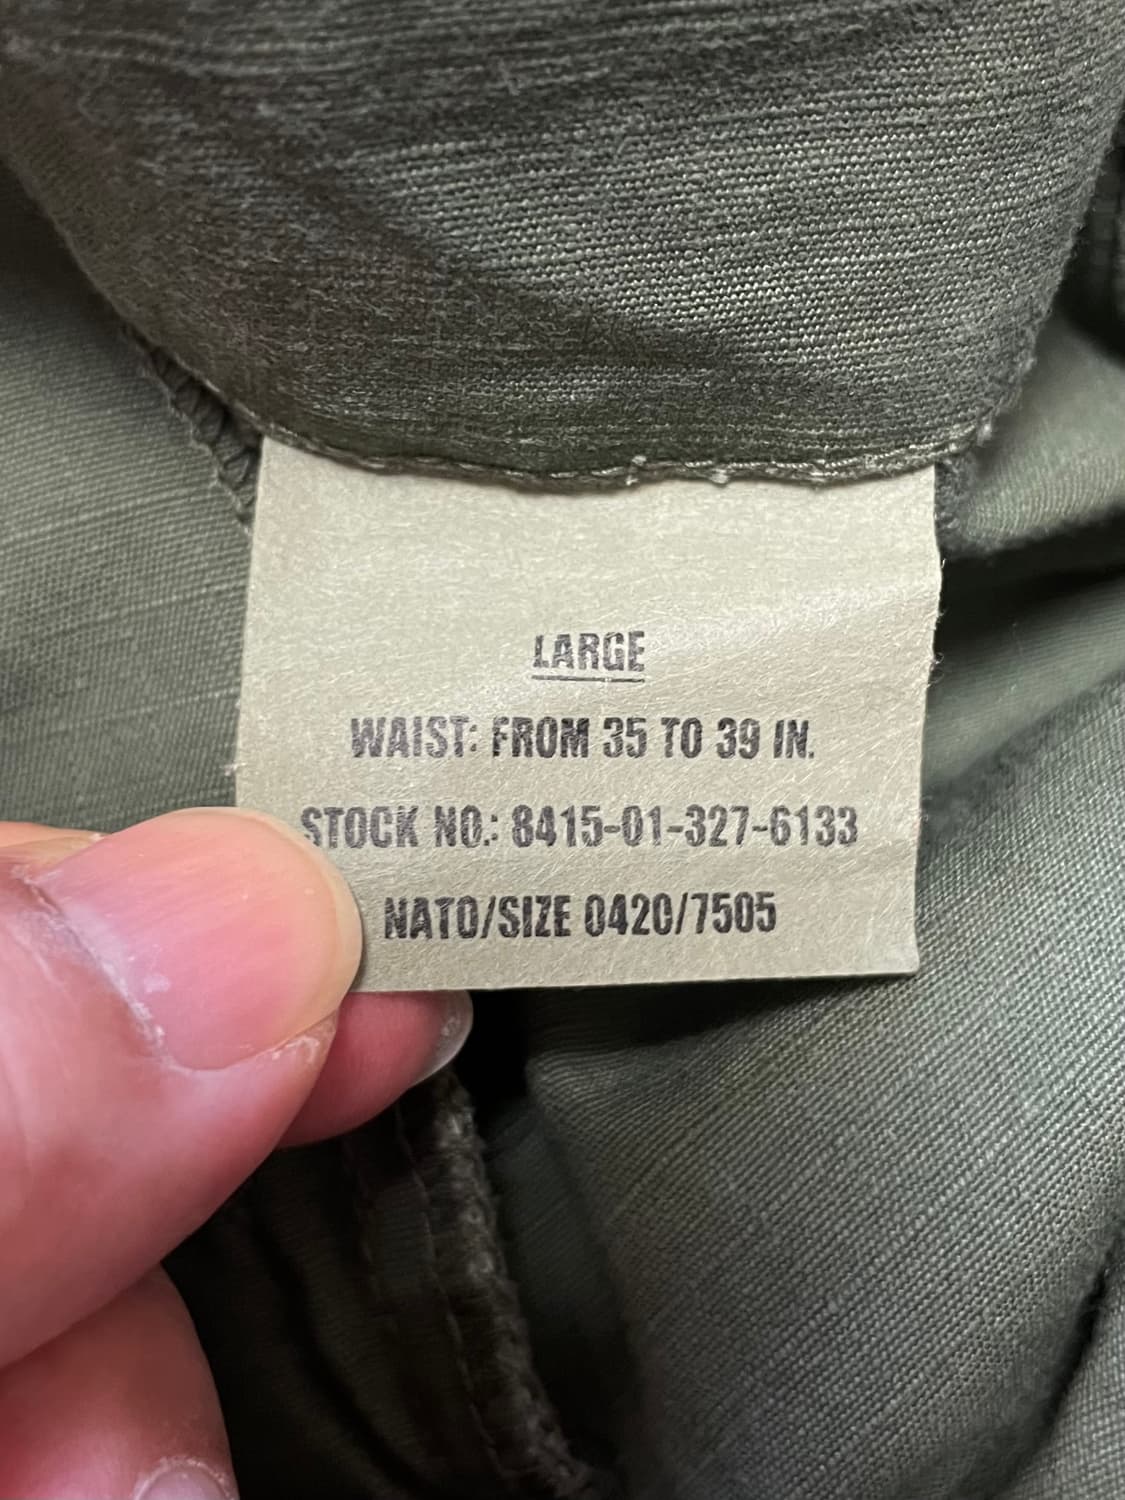 LARGE
WAIST: FROM 35 TO 39 IN.
STOCK NO.: 8415-01-327-6133
NATO/SIZE 0420/7505